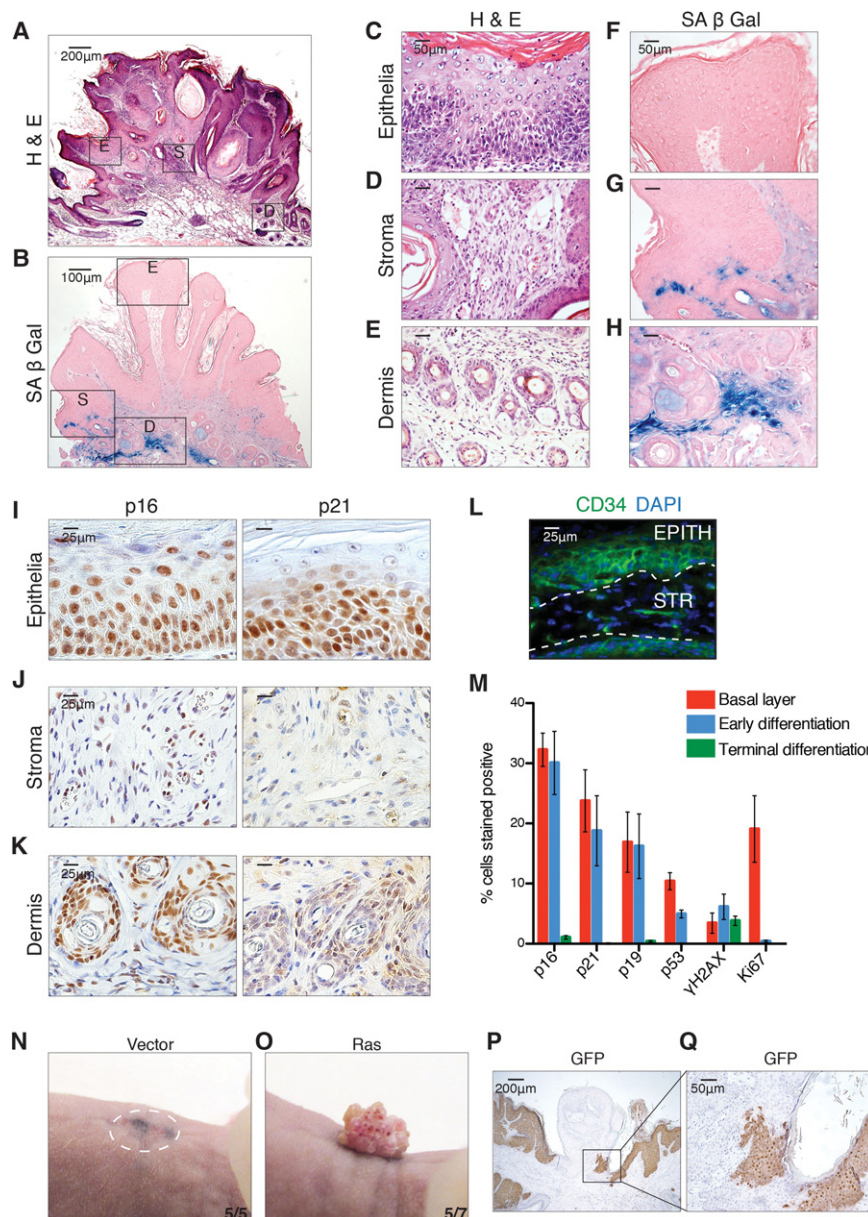 H & E
SA β Gal
A
200μm
H & E
E
S
D
B
100μm
SA β Gal
E
S
D
C
50μm
Epithelia
D
Stroma
E
Dermis
F
50μm
G
H
I
p16
p21
25μm
Epithelia
J
25μm
Stroma
K
25μm
Dermis
L
CD34 DAPI
25μm
EPITH
STR
M
Basal layer
Early differentiation
Terminal differentiation
% cells stained positive
40
30
20
10
0
p16
p21
p19
p53
γH2AX
Ki67
N
Vector
5/5
O
Ras
5/7
P
GFP
200μm
Q
GFP
50μm